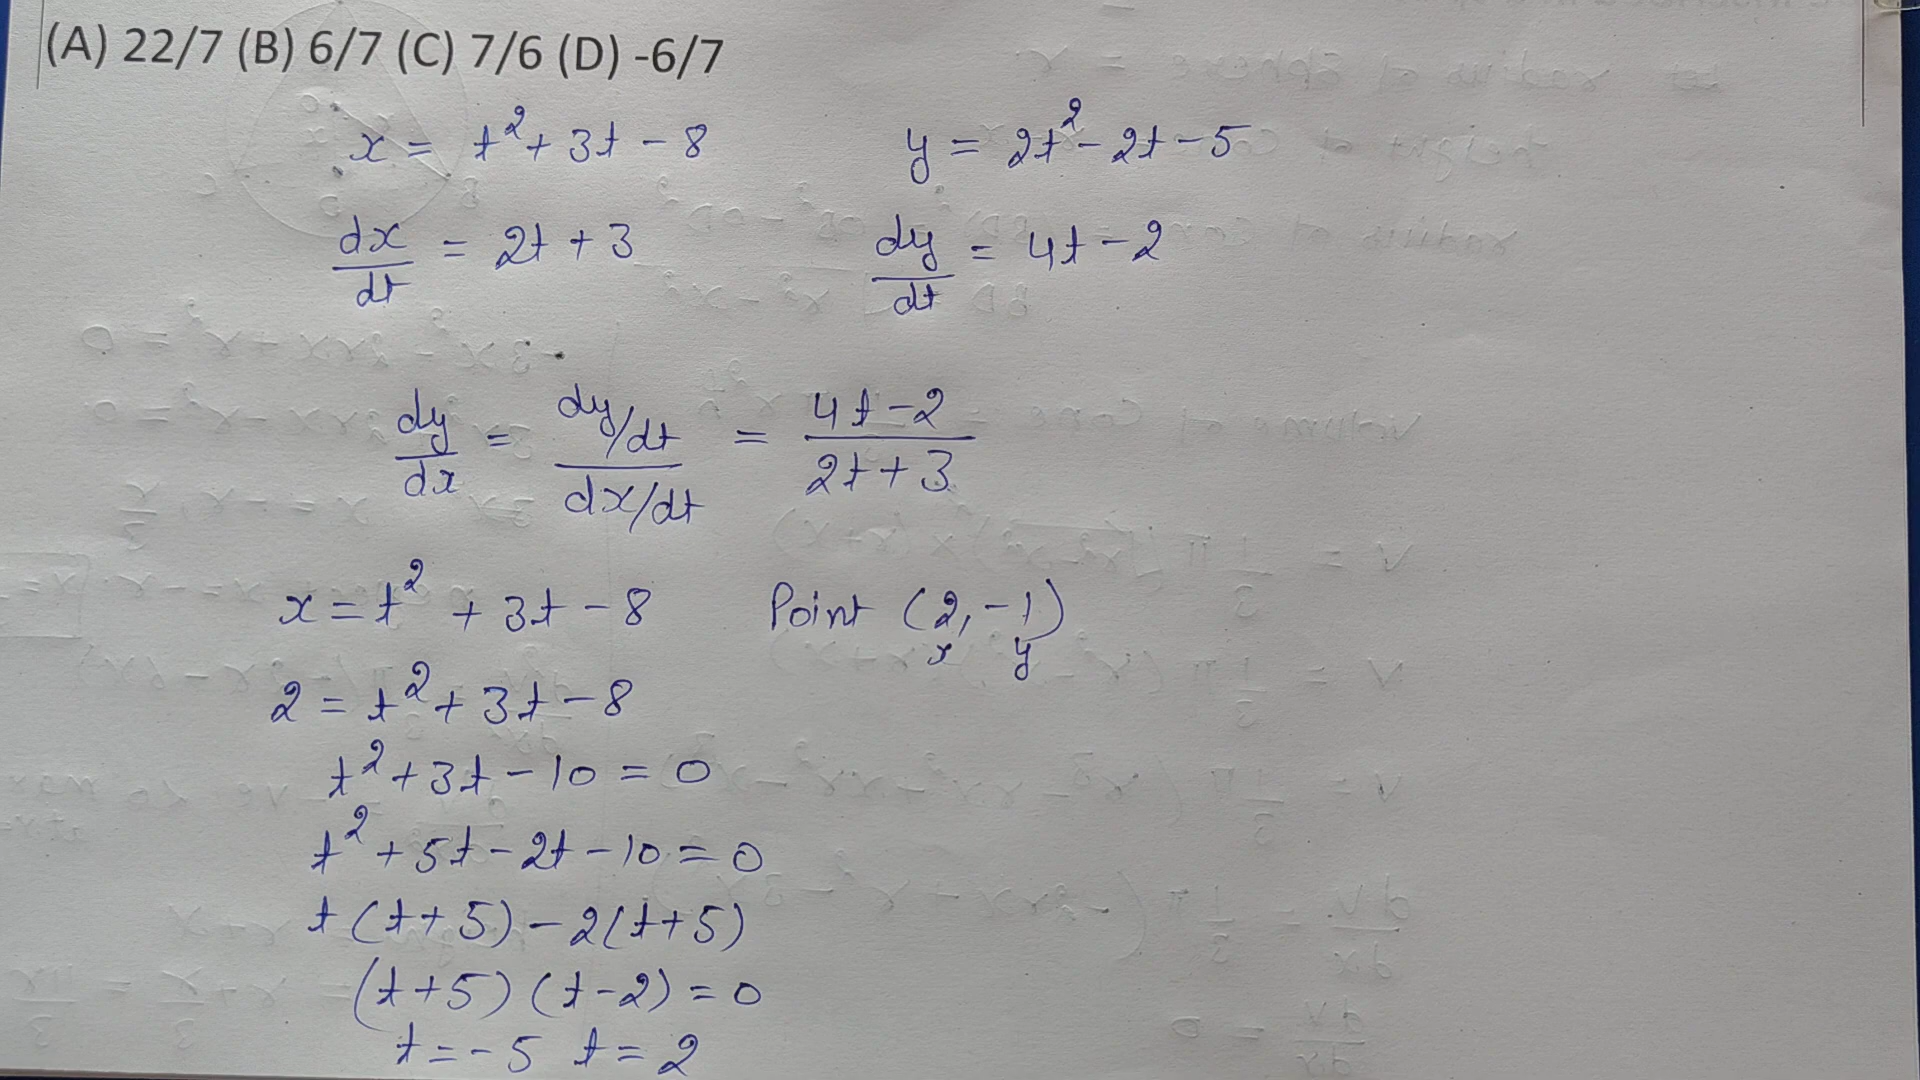 (A) 22/7 (B) 6/7 (C) 7/6 (D) -6/7
x = t² + 3t - 8 y = 2t² - 2t - 5
dx/dt = 2t + 3 dy/dt = 4t - 2
dy/dx = (dy/dt)/(dx/dt) = (4t - 2)/(2t + 3)
x = t² + 3t - 8 Point (2, -1)
x y
2 = t² + 3t - 8
t² + 3t - 10 = 0
t² + 5t - 2t - 10 = 0
t(t + 5) - 2(t + 5)
(t + 5) (t - 2) = 0
t = -5 t = 2